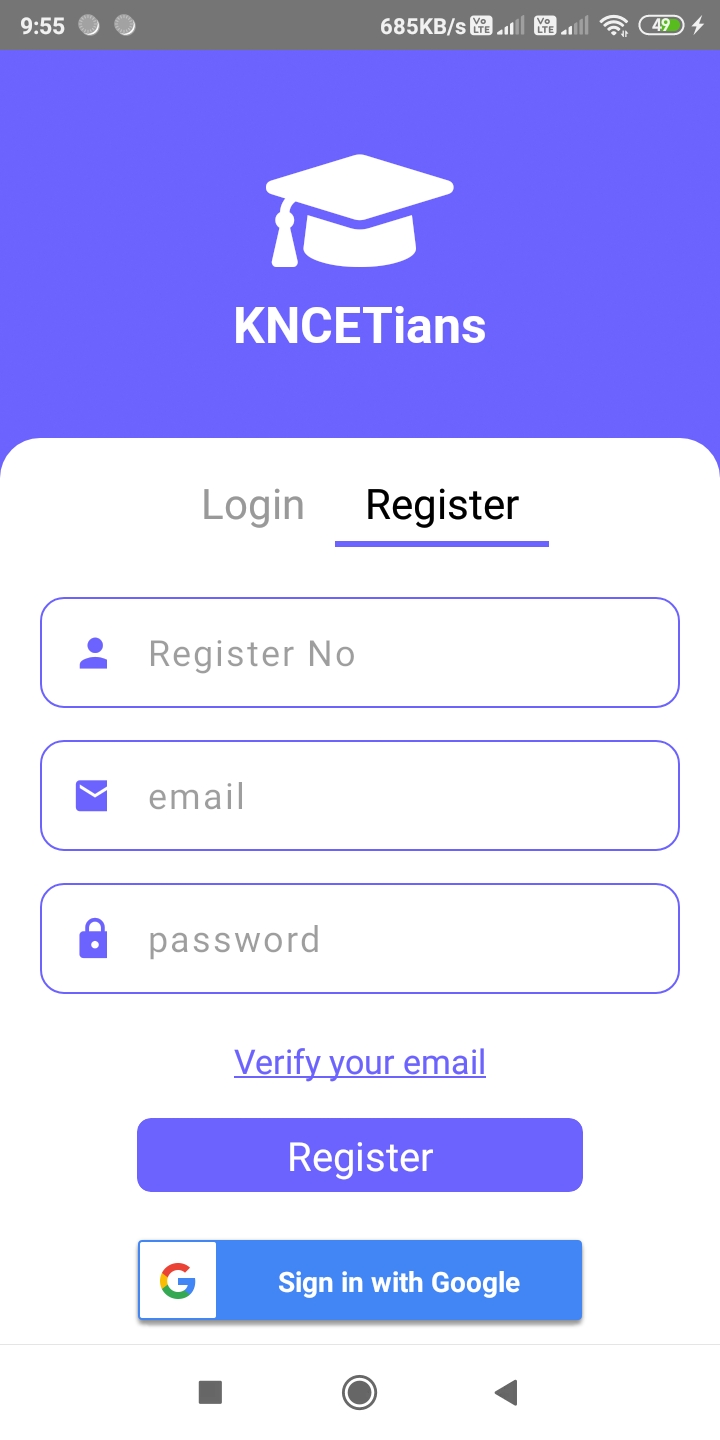 9:55 685KB/s Vo LTE Vo LTE 49
KNCETians
Login Register
Register No
email
password
Verify your email
Register
G Sign in with Google